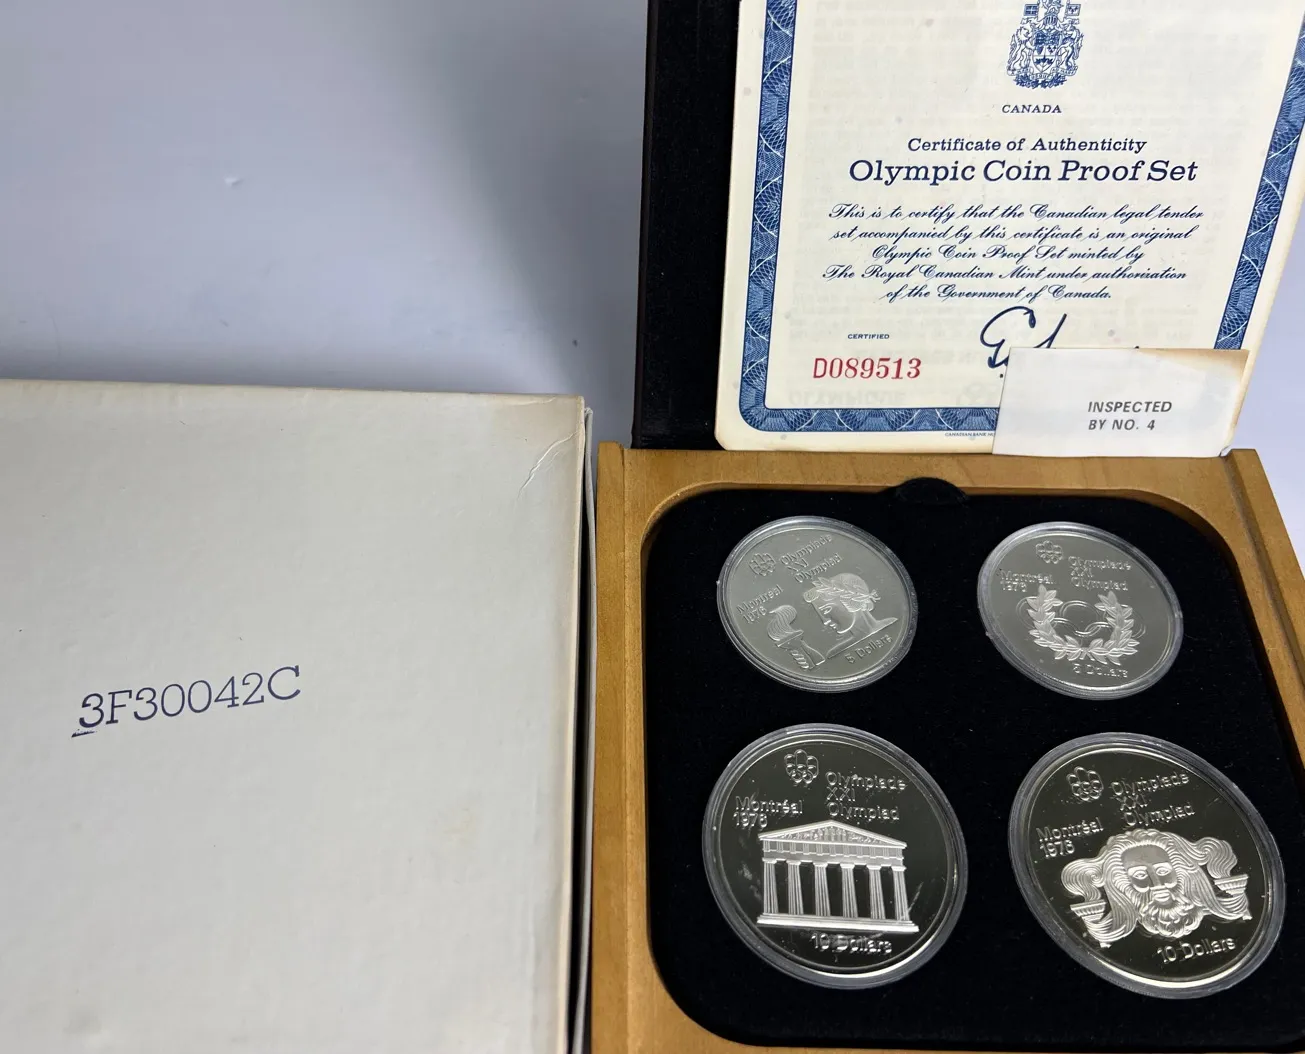 CANADA
Certificate of Authenticity
Olympic Coin Proof Set
This is to certify that the Canadian legal tender
set accompanied by this certificate is an original
Olympic Coin Proof Set minted by
The Royal Canadian Mint under authorization
of the Government of Canada.
CERTIFIED
D089513
INSPECTED
BY NO. 4
3F30042C
Olympiade
XXI
Olympiad
Montréal
1976
5 Dollars
Olympiade
XXI
Olympiad
Montréal
1976
5 Dollars
Olympiade
XXI
Olympiad
Montréal
1976
10 Dollars
Olympiade
XXI
Olympiad
Montréal
1976
10 Dollars